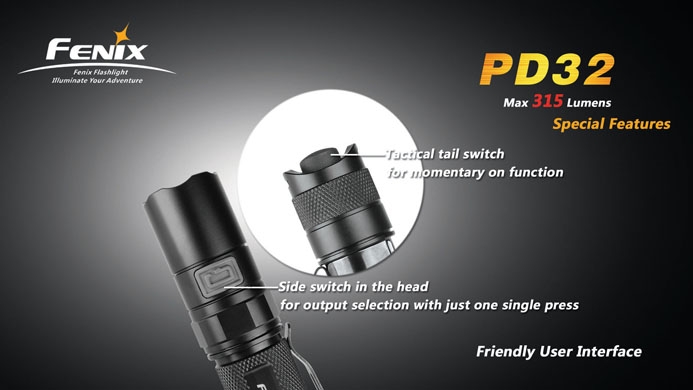 FENIX
Fenix Flashlight
Illuminate Your Adventure
PD32
Max 315 Lumens
Special Features
Tactical tail switch
for momentary on function
Side switch in the head
for output selection with just one single press
Friendly User Interface